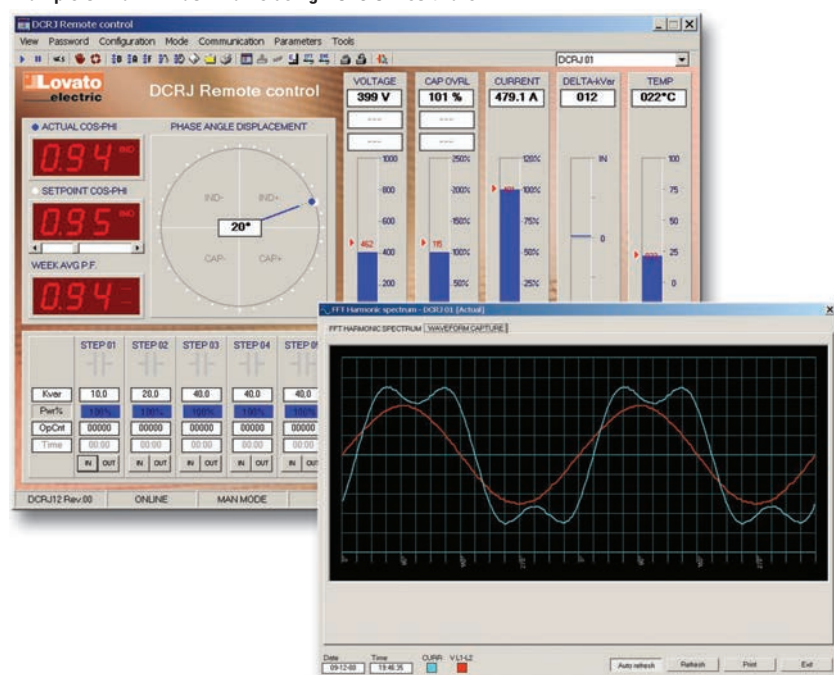 DCRJ Remote control
View Password Configuration Mode Communication Parameters Tools
DCRJ 01
Lovato electric
DCRJ Remote control
VOLTAGE CAP OVRL CURRENT DELTA-kVar TEMP
399 V 101 % 479.1 A 012 022°C
--- ---
--- ---
ACTUAL COS-PHI PHASE ANGLE DISPLACEMENT
0.94 IND
SETPOINT COS-PHI
0.95 IND
WEEK AVG P.F.
0.94
IND- IND+
20°
CAP- CAP+
1000 250% 120% IN 100
800 200% 100% 75
600 150% 75% 50
462 400 115 100% 50% 0 25
200 50% 25% 0
STEP 01 STEP 02 STEP 03 STEP 04
Kvar 10,0 20,0 40,0 40,0 40,0
Pwr% 100% 100% 100% 100% 100%
OpCnt 00000 00000 00000 00000 00000
Time 00:00 00:00 00:00 00:00 00:00
IN OUT IN OUT IN OUT IN OUT IN OUT
DCRJ12 Rev.00 ONLINE MAN MODE
FFT Harmonic spectrum - DCRJ 01 [Actual]
FFT HARMONIC SPECTRUM WAVEFORM CAPTURE
Date Time CURR V L1-L2
19:46:35
Auto refresh Refresh Print Exit